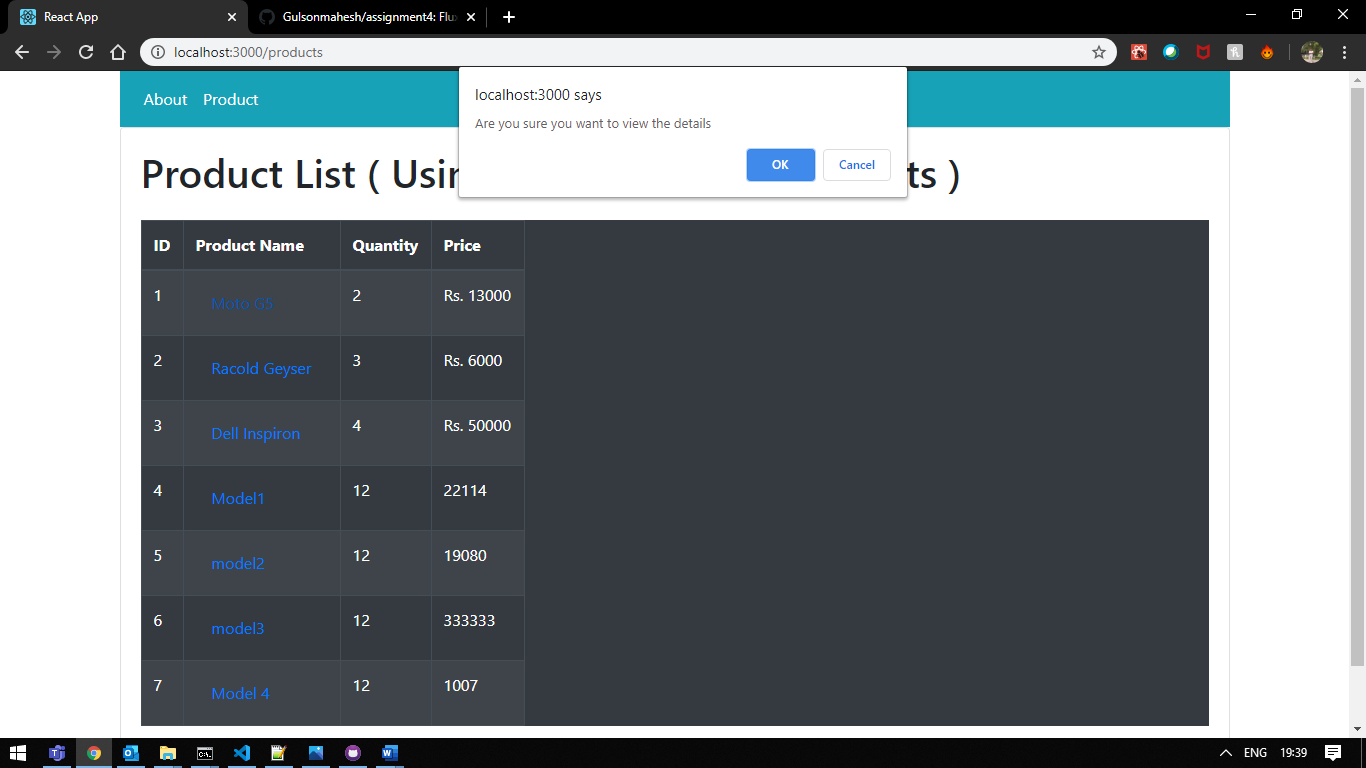 React App
Gulsonmahesh/assignment4: Flu
localhost:3000/products
localhost:3000 says
Are you sure you want to view the details
OK Cancel
About Product
Product List ( Usin ts )
ID Product Name Quantity Price
1 Moto G5 2 Rs. 13000
2 Racold Geyser 3 Rs. 6000
3 Dell Inspiron 4 Rs. 50000
4 Model1 12 22114
5 model2 12 19080
6 model3 12 333333
7 Model 4 12 1007
ENG 19:39